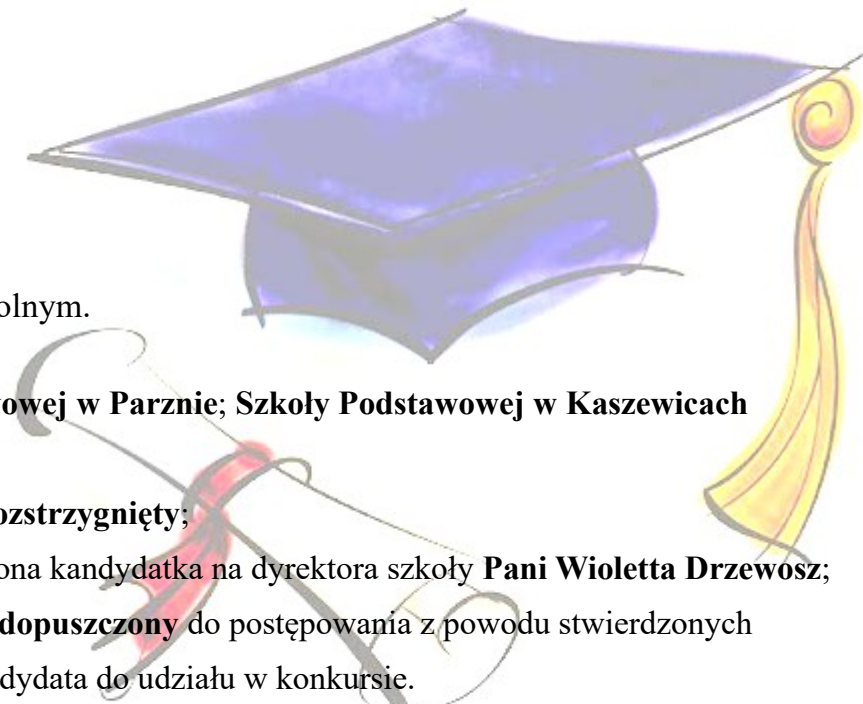 olnym.
owej w Parznie; Szkoły Podstawowej w Kaszewicach
ozstrzygnięty;
ona kandydatka na dyrektora szkoły Pani Wioletta Drzewosz;
dopuszczony do postępowania z powodu stwierdzonych
dydata do udziału w konkursie.